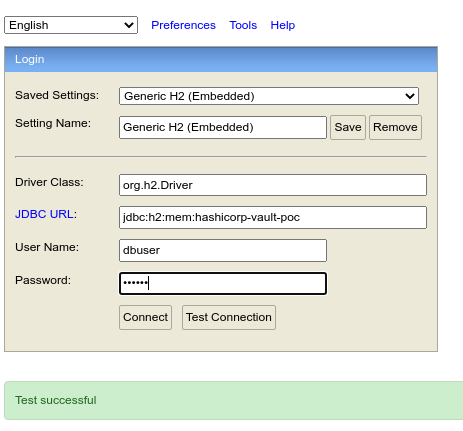 English Preferences Tools Help
Login
Saved Settings: Generic H2 (Embedded)
Setting Name: Generic H2 (Embedded) Save Remove
Driver Class: org.h2.Driver
JDBC URL: jdbc:h2:mem:hashicorp-vault-poc
User Name: dbuser
Password: ••••••
Connect Test Connection
Test successful